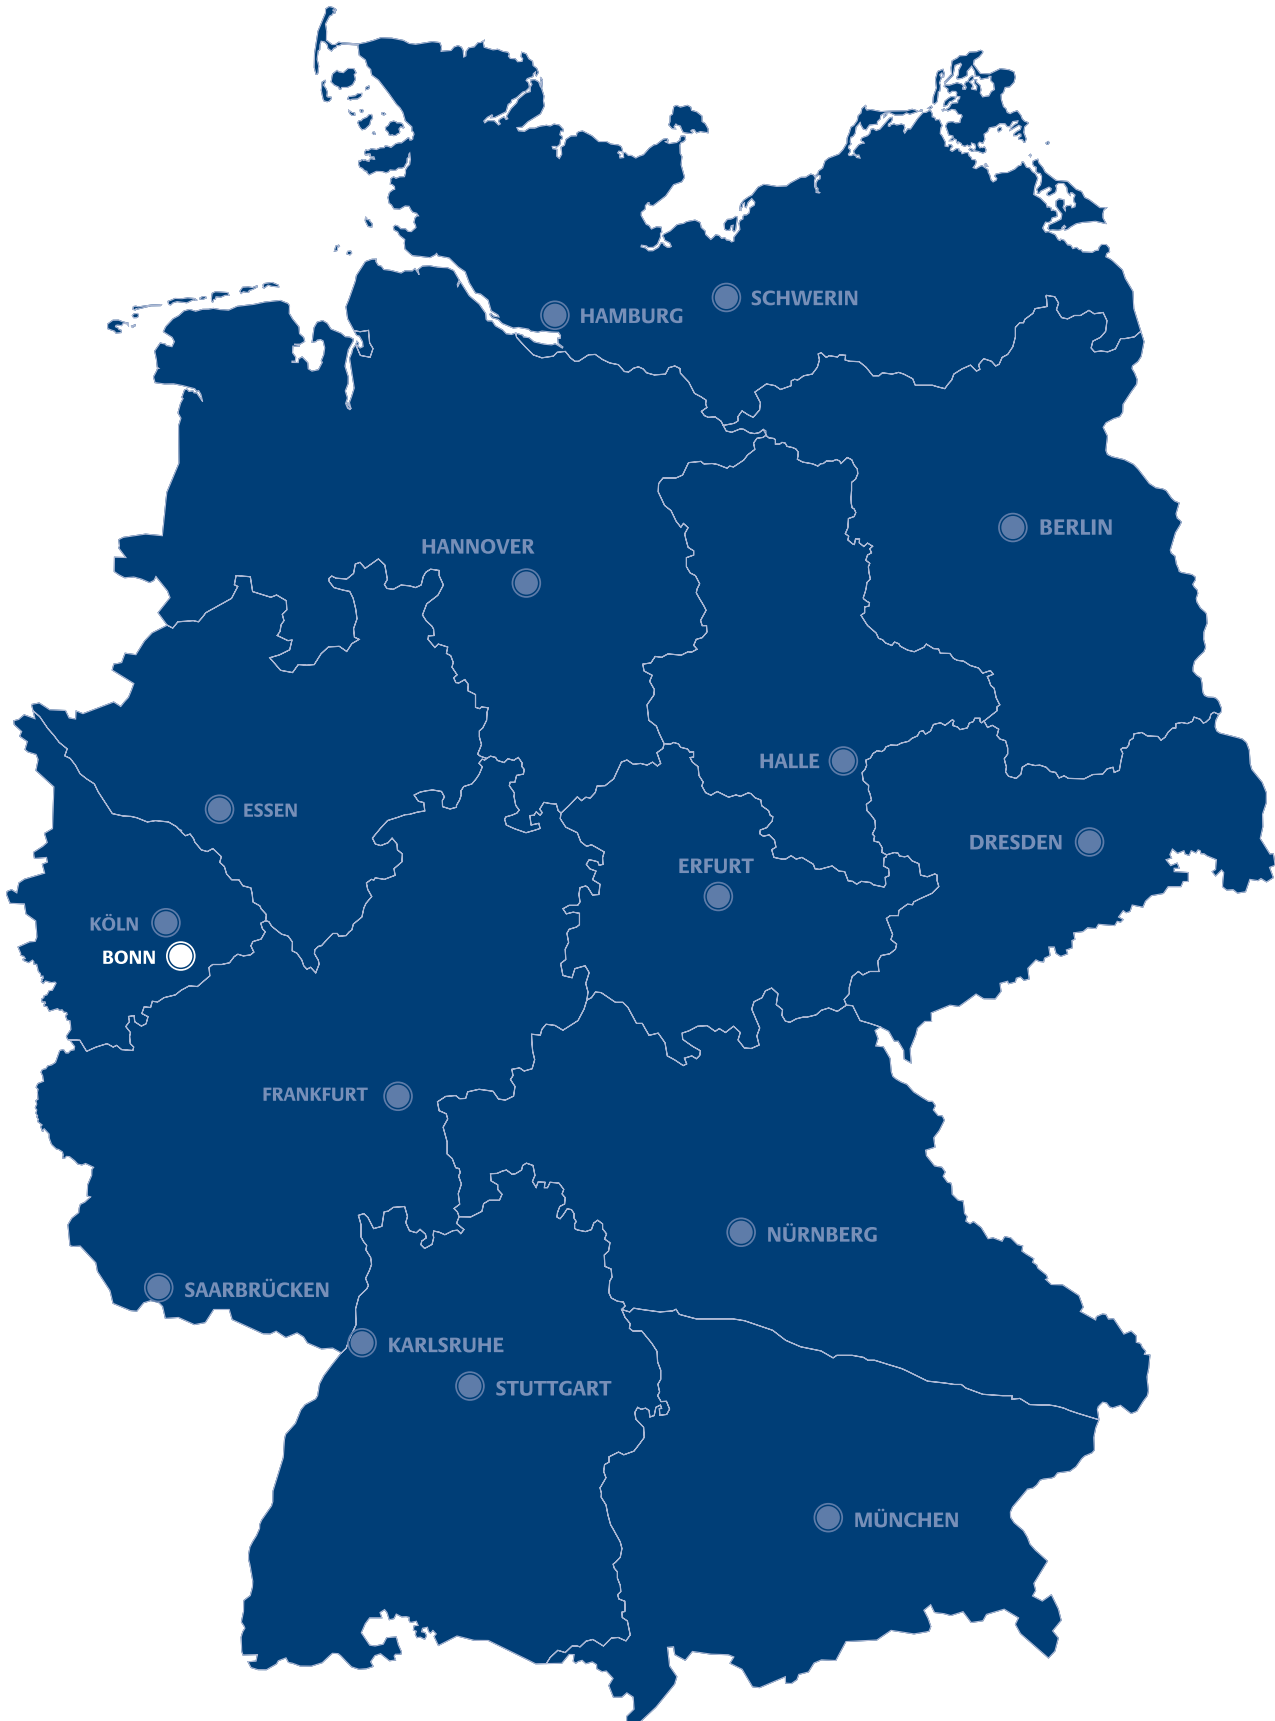 SCHWERIN
HAMBURG
BERLIN
HANNOVER
HALLE
ESSEN
DRESDEN
ERFURT
KÖLN
BONN
FRANKFURT
NÜRNBERG
SAARBRÜCKEN
KARLSRUHE
STUTTGART
MÜNCHEN